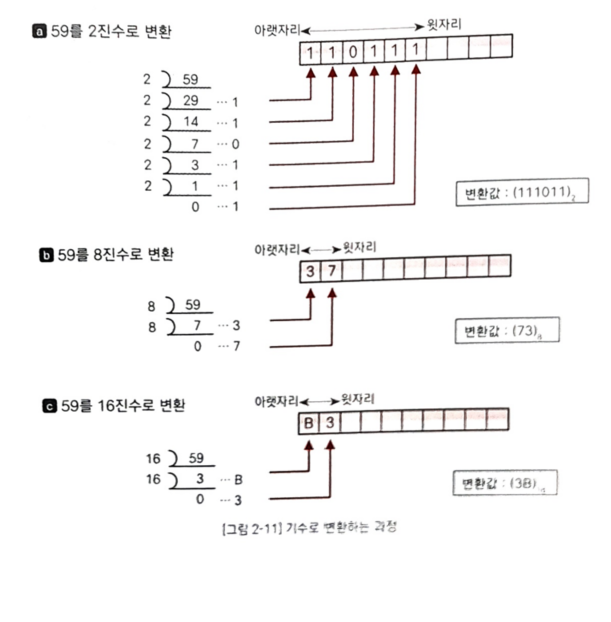 a 59를 2진수로 변환
아랫자리 윗자리
1 1 0 1 1 1
2 ) 59
2 ) 29 … 1
2 ) 14 … 1
2 ) 7 … 0
2 ) 3 … 1
2 ) 1 … 1
0 … 1
변환값 : (111011)2
b 59를 8진수로 변환
아랫자리 윗자리
3 7
8 ) 59
8 ) 7 … 3
0 … 7
변환값 : (73)8
c 59를 16진수로 변환
아랫자리 윗자리
B 3
16 ) 59
16 ) 3 … B
0 … 3
변환값 : (3B)16
[그림 2-11] 기수로 변환하는 과정